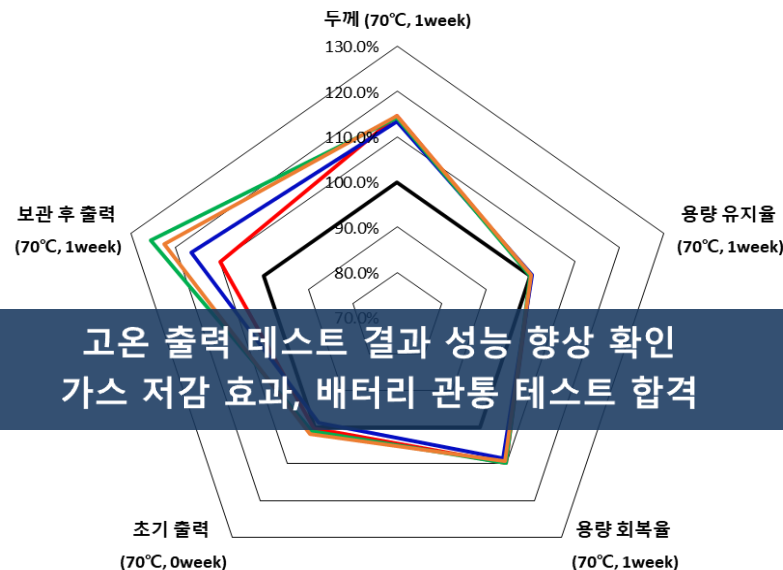 두께 (70℃, 1week)
130.0%
120.0%
110.0%
100.0%
90.0%
80.0%
70.0%
보관 후 출력
(70℃, 1week)
용량 유지율
(70℃, 1week)
고온 출력 테스트 결과 성능 향상 확인
가스 저감 효과, 배터리 관통 테스트 합격
초기 출력
(70℃, 0week)
용량 회복율
(70℃, 1week)